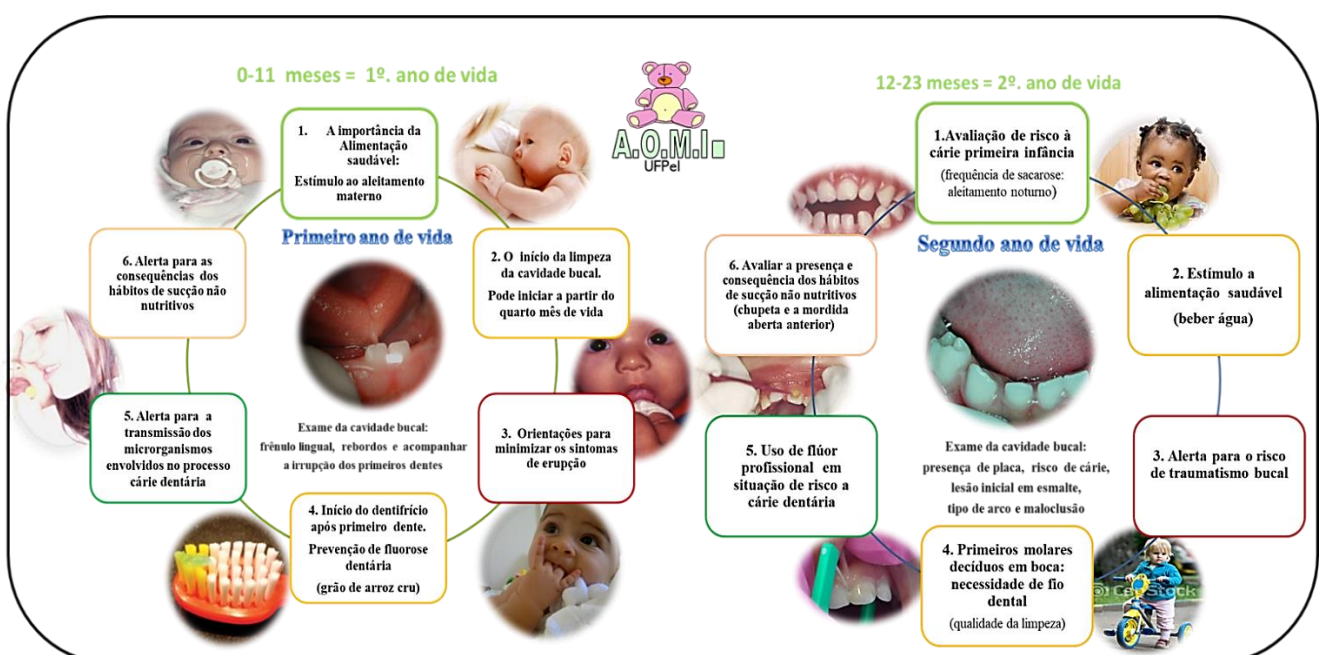 0-11 meses = 1º. ano de vida
1. A importância da
Alimentação
saudável:
Estímulo ao aleitamento
materno
Primeiro ano de vida
2. O início da limpeza
da cavidade bucal.
Pode iniciar a partir do
quarto mês de vida
3. Orientações para
minimizar os sintomas
de erupção
4. Início do dentifrício
após primeiro dente.
Prevenção de fluorose
dentária
(grão de arroz cru)
5. Alerta para a
transmissão dos
microrganismos
envolvidos no processo
cárie dentária
6. Alerta para as
consequências dos
hábitos de sucção não
nutritivos
Exame da cavidade bucal:
frênulo lingual, rebordos e acompanhar
a irrupção dos primeiros dentes
A.O.M.I.
UFPel
12-23 meses = 2º. ano de vida
1.Avaliação de risco à
cárie primeira infância
(frequência de sacarose:
aleitamento noturno)
Segundo ano de vida
2. Estímulo a
alimentação saudável
(beber água)
3. Alerta para o risco
de traumatismo bucal
4. Primeiros molares
decíduos em boca:
necessidade de fio
dental
(qualidade da limpeza)
5. Uso de flúor
profissional em
situação de risco a
cárie dentária
6. Avaliar a presença e
consequência dos hábitos
de sucção não nutritivos
(chupeta e a mordida
aberta anterior)
Exame da cavidade bucal:
presença de placa, risco de cárie,
lesão inicial em esmalte,
tipo de arco e maloclusão